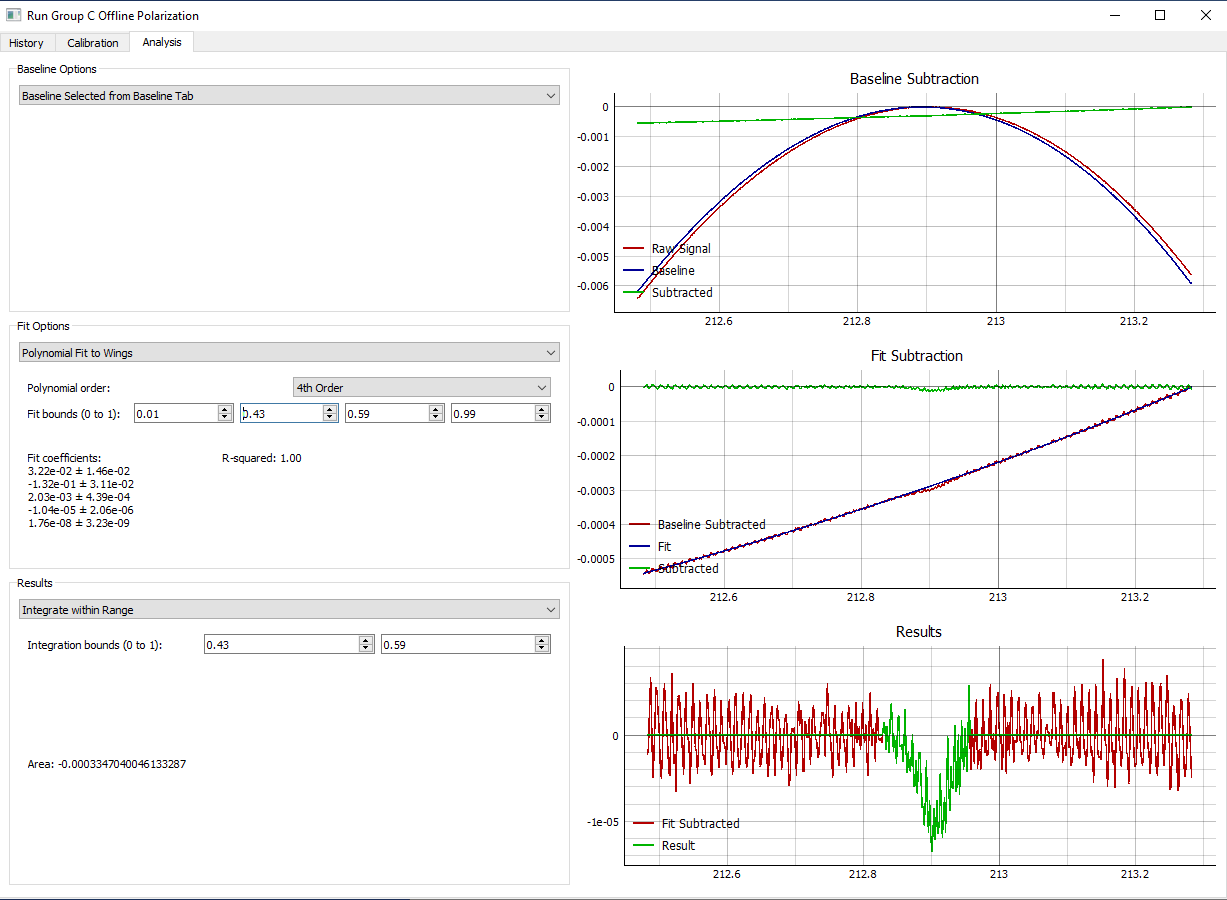 Run Group C Offline Polarization
History Calibration Analysis
Baseline Options
Baseline Selected from Baseline Tab
Fit Options
Polynomial Fit to Wings
Polynomial order: 4th Order
Fit bounds (0 to 1): 0.01 0.43 0.59 0.99
Fit coefficients: R-squared: 1.00
3.22e-02 ± 1.46e-02
-1.32e-01 ± 3.11e-02
2.03e-03 ± 4.39e-04
-1.04e-05 ± 2.06e-06
1.76e-08 ± 3.23e-09
Results
Integrate within Range
Integration bounds (0 to 1): 0.43 0.59
Area: -0.0003347040046133287
Baseline Subtraction
0
-0.001
-0.002
-0.003
-0.004
-0.005
-0.006
Raw Signal
Baseline
Subtracted
212.6 212.8 213 213.2
Fit Subtraction
0
-0.0001
-0.0002
-0.0003
-0.0004
-0.0005
Baseline Subtracted
Fit
Subtracted
212.6 212.8 213 213.2
Results
0
-1e-05
Fit Subtracted
Result
212.6 212.8 213 213.2